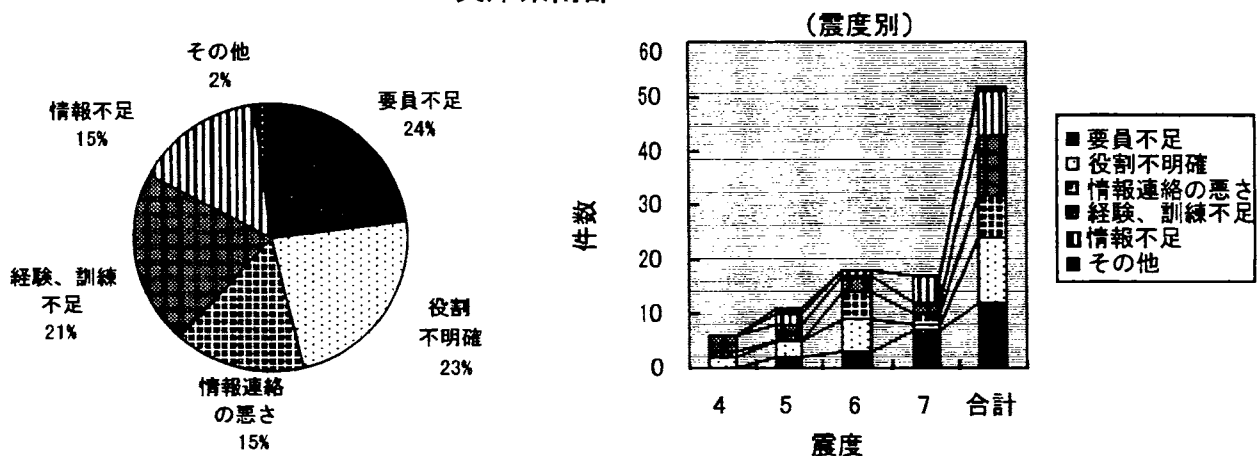 (震度別)
その他
2%
情報不足
15%
要員不足
24%
経験、訓練
不足
21%
役割
不明確
23%
情報連絡
の悪さ
15%
件数
60
50
40
30
20
10
0
4 5 6 7 合計
震度
要員不足
役割不明確
情報連絡の悪さ
経験、訓練不足
情報不足
その他